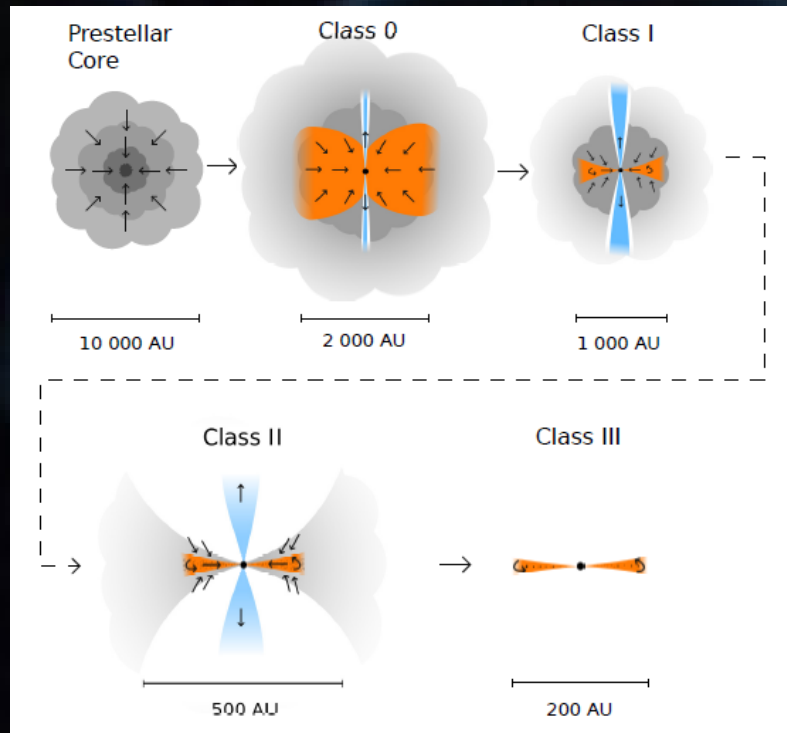 Prestellar
Core
Class 0
Class I
10 000 AU
2 000 AU
1 000 AU
Class II
Class III
500 AU
200 AU